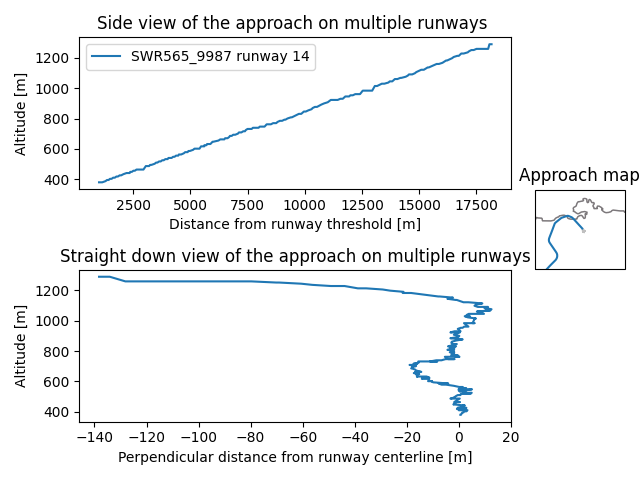 Side view of the approach on multiple runways
SWR565_9987 runway 14
Altitude [m]
1200
1000
800
600
400
2500 5000 7500 10000 12500 15000 17500
Distance from runway threshold [m]
Approach map
Straight down view of the approach on multiple runways
Altitude [m]
1200
1000
800
600
400
−140 −120 −100 −80 −60 −40 −20 0 20
Perpendicular distance from runway centerline [m]